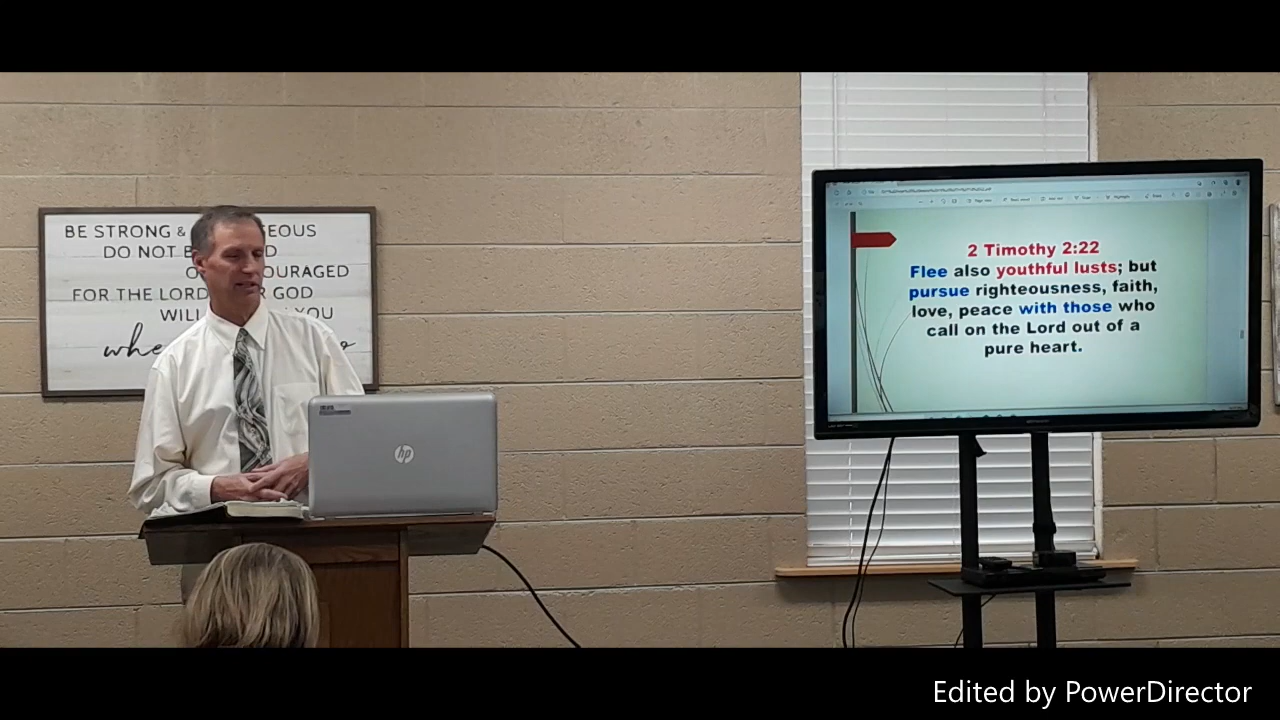 BE STRONG &
DO NOT
OURAGED
FOR THE LORD GOD
WILL YOU
2 Timothy 2:22
Flee also youthful lusts; but
pursue righteousness, faith,
love, peace with those who
call on the Lord out of a
pure heart.
hp
Edited by PowerDirector